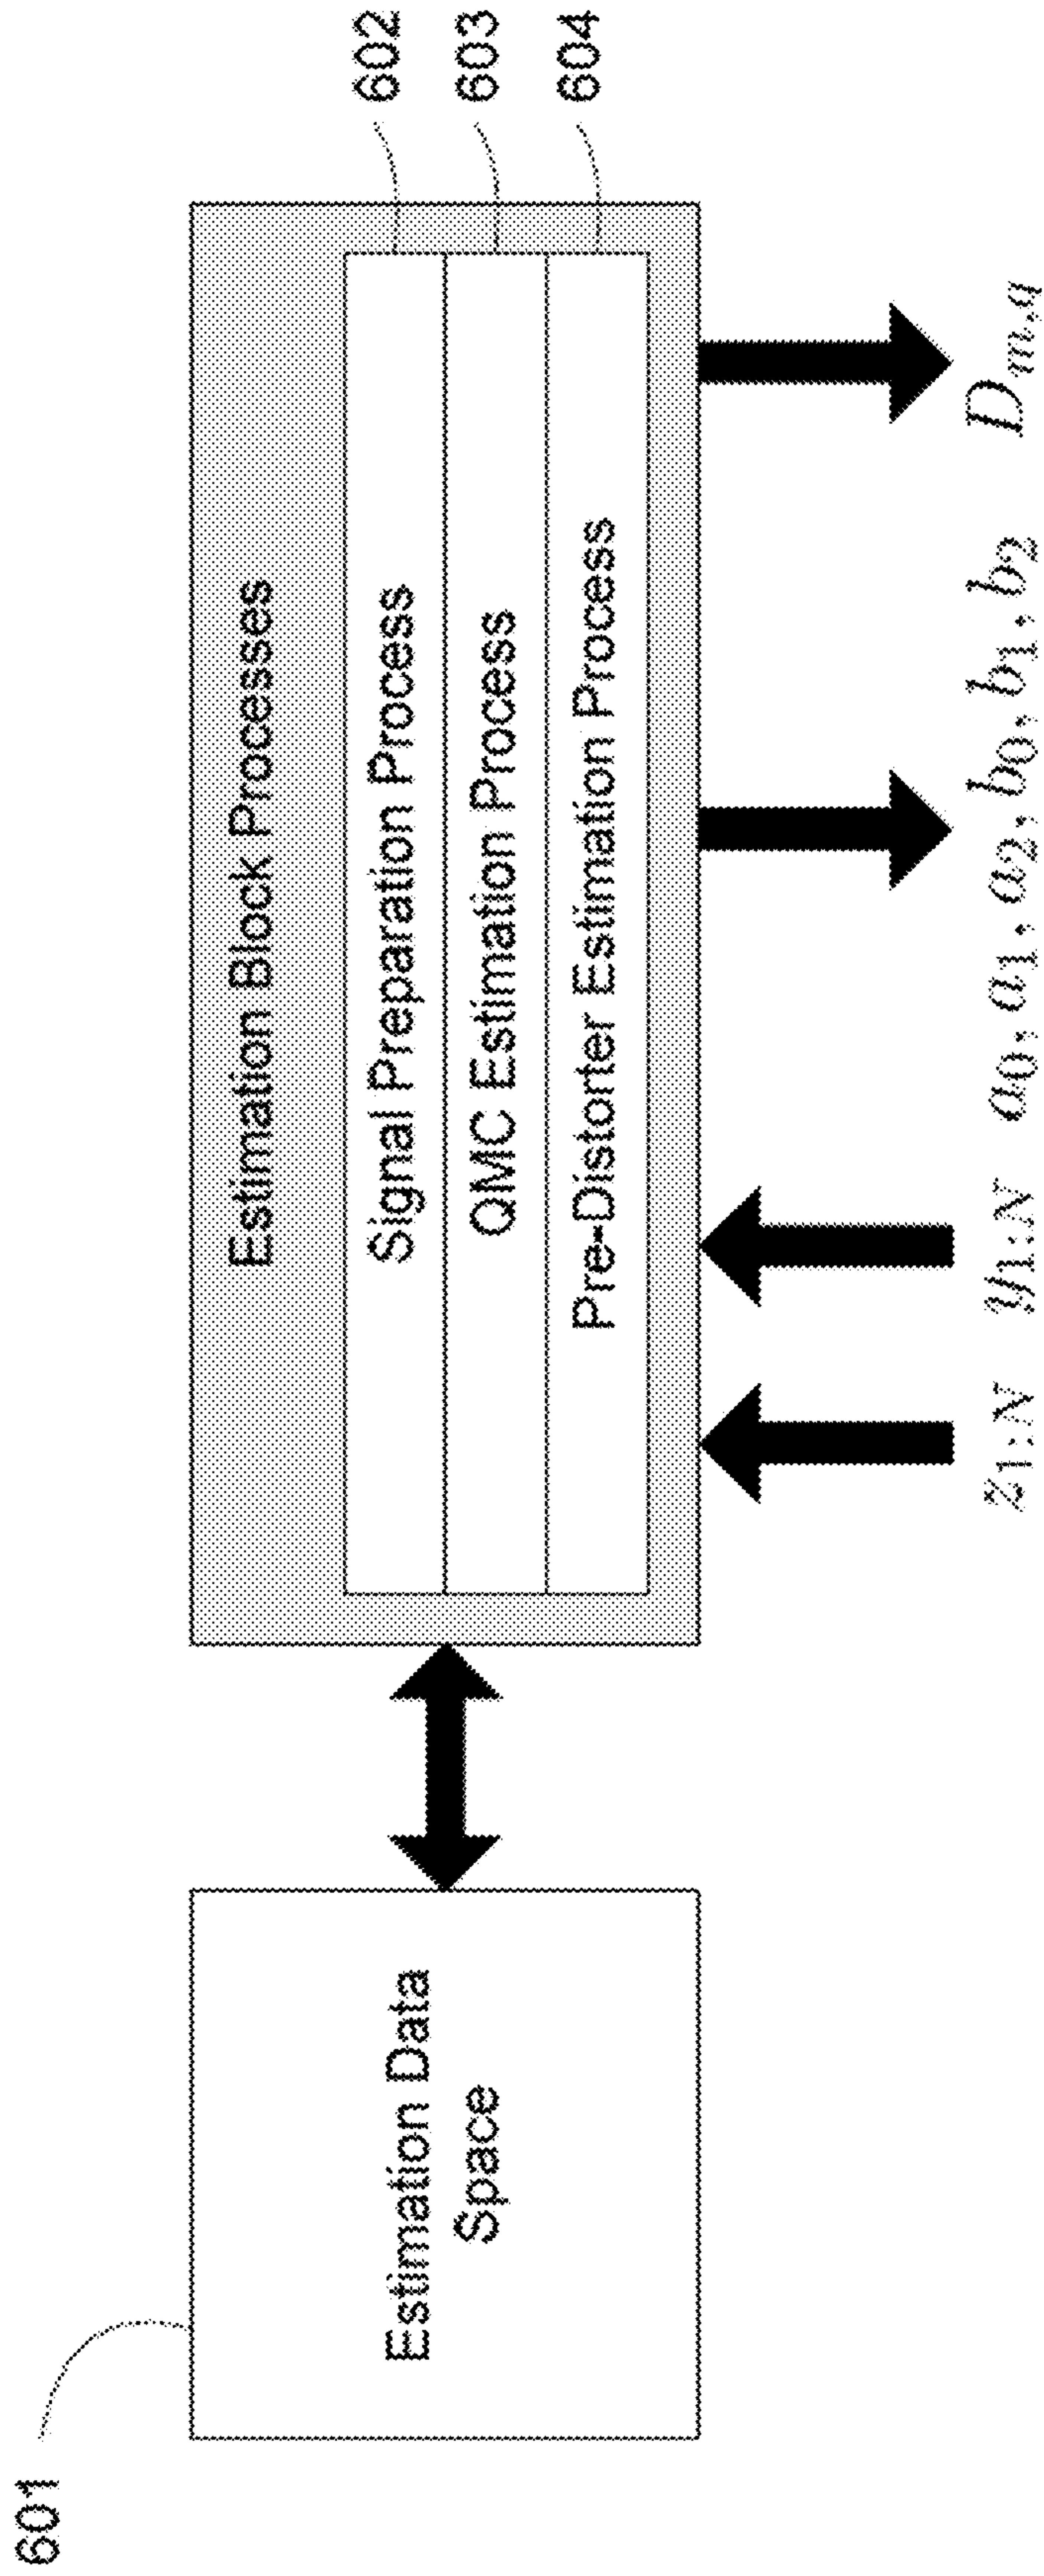 601
Estimation Data
Space
Estimation Block Processes
Signal Preparation Process
QMC Estimation Process
Pre-Distorter Estimation Process
602
603
604
z1:N
y1:N
a0, a1, a2, b0, b1, b2
Dm,q